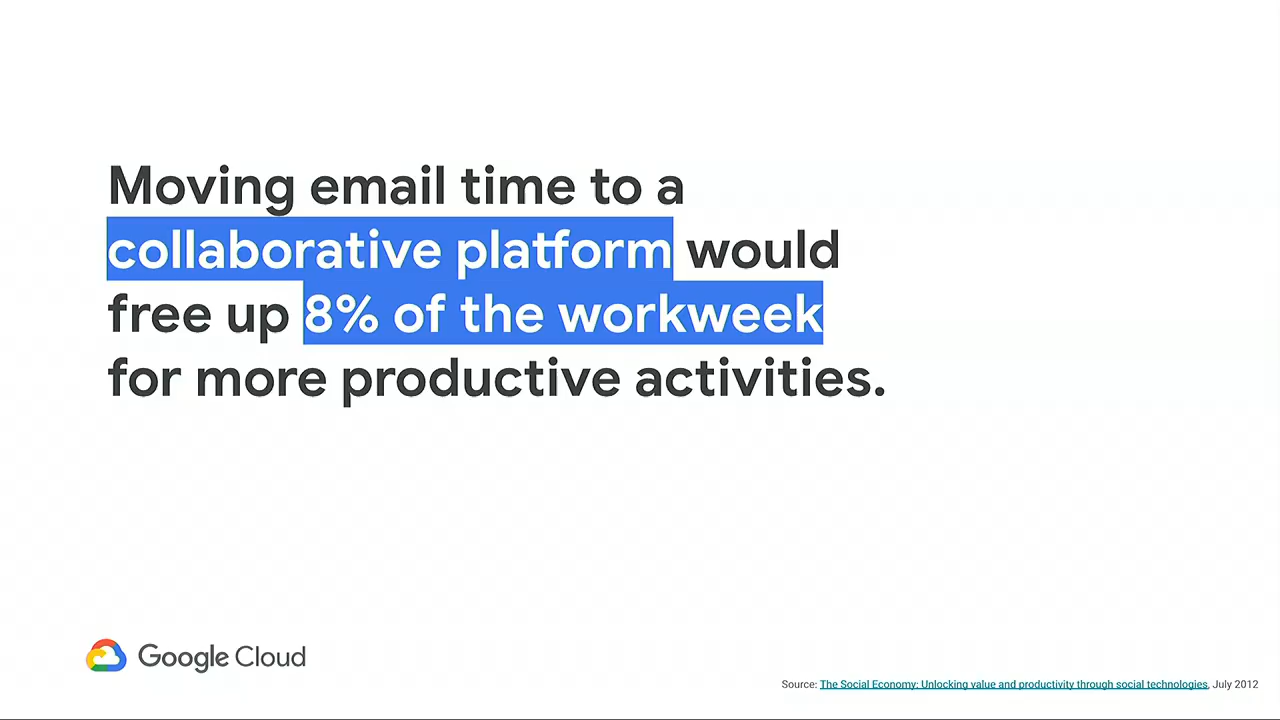 Moving email time to a
collaborative platform would
free up 8% of the workweek
for more productive activities.
Google Cloud
Source: The Social Economy: Unlocking value and productivity through social technologies, July 2012